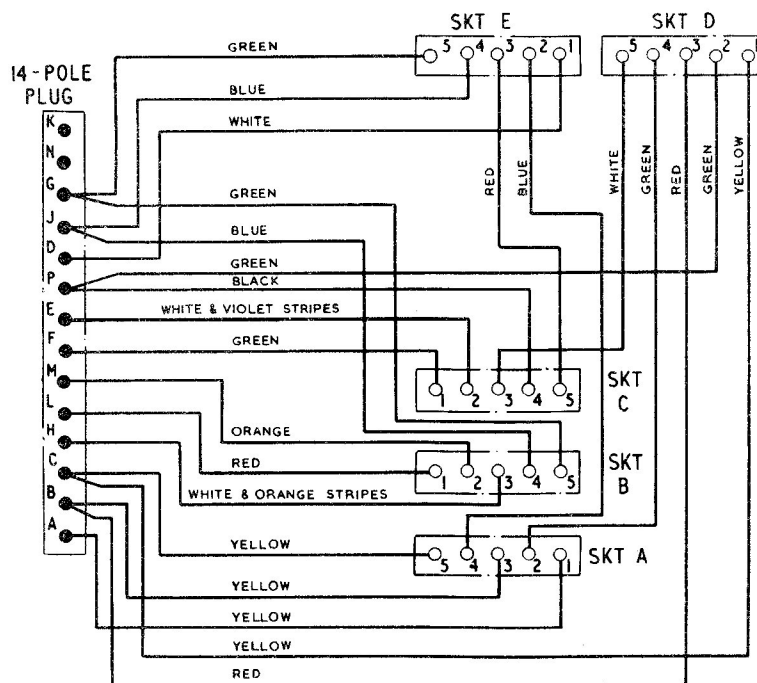 SKT E
SKT D
5 4 3 2 1
5 4 3 2 1
14-POLE
PLUG
K
N
G
J
D
P
E
F
M
L
H
C
B
A
GREEN
BLUE
WHITE
RED
BLUE
WHITE
GREEN
RED
GREEN
YELLOW
GREEN
BLUE
GREEN
BLACK
WHITE & VIOLET STRIPES
GREEN
1 2 3 4 5
SKT
C
ORANGE
RED
WHITE & ORANGE STRIPES
1 2 3 4 5
SKT
B
YELLOW
5 4 3 2 1
SKT A
YELLOW
YELLOW
YELLOW
RED